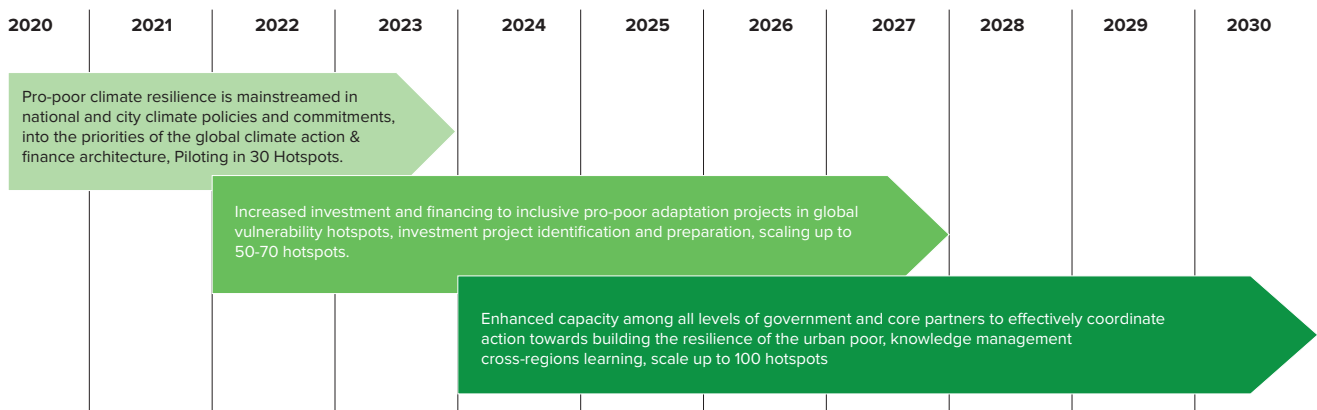 2020 2021 2022 2023 2024 2025 2026 2027 2028 2029 2030
Pro-poor climate resilience is mainstreamed in
national and city climate policies and commitments,
into the priorities of the global climate action &
finance architecture, Piloting in 30 Hotspots.
Increased investment and financing to inclusive pro-poor adaptation projects in global
vulnerability hotspots, investment project identification and preparation, scaling up to
50-70 hotspots.
Enhanced capacity among all levels of government and core partners to effectively coordinate
action towards building the resilience of the urban poor, knowledge management
cross-regions learning, scale up to 100 hotspots